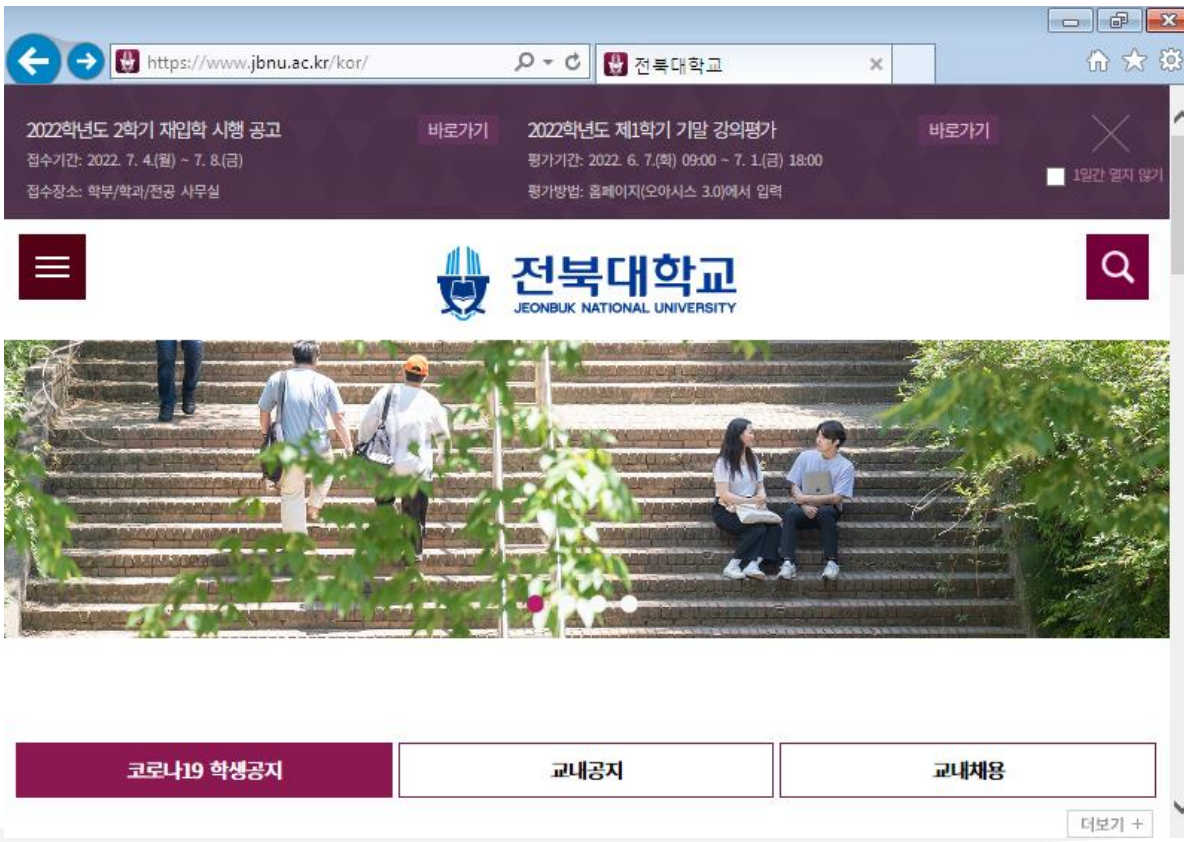 https://www.jbnu.ac.kr/kor/
전북대학교
2022학년도 2학기 재입학 시행 공고
바로가기
접수기간: 2022. 7. 4.(월) ~ 7. 8.(금)
접수장소: 학부/학과/전공 사무실
2022학년도 제1학기 기말 강의평가
바로가기
평가기간: 2022. 6. 7.(화) 09:00 ~ 7. 1.(금) 18:00
평가방법: 홈페이지(오아시스 3.0)에서 입력
1일간 열지 않기
전북대학교
JEONBUK NATIONAL UNIVERSITY
코로나19 학생공지
교내공지
교내채용
더보기 +